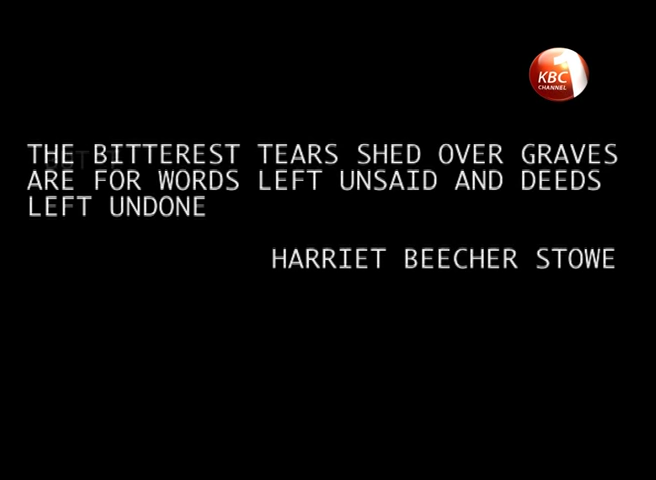 KBC 1
CHANNEL
THE BITTEREST TEARS SHED OVER GRAVES
ARE FOR WORDS LEFT UNSAID AND DEEDS
LEFT UNDONE
HARRIET BEECHER STOWE